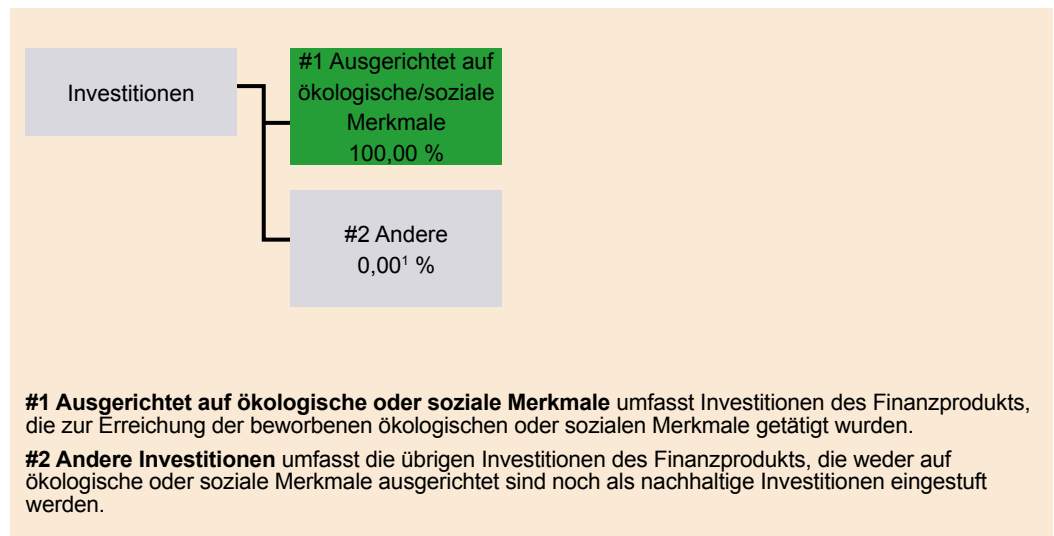 Investitionen
#1 Ausgerichtet auf
ökologische/soziale
Merkmale
100,00 %
#2 Andere
0,00¹ %
#1 Ausgerichtet auf ökologische oder soziale Merkmale umfasst Investitionen des Finanzprodukts,
die zur Erreichung der beworbenen ökologischen oder sozialen Merkmale getätigt wurden.
#2 Andere Investitionen umfasst die übrigen Investitionen des Finanzprodukts, die weder auf
ökologische oder soziale Merkmale ausgerichtet sind noch als nachhaltige Investitionen eingestuft
werden.